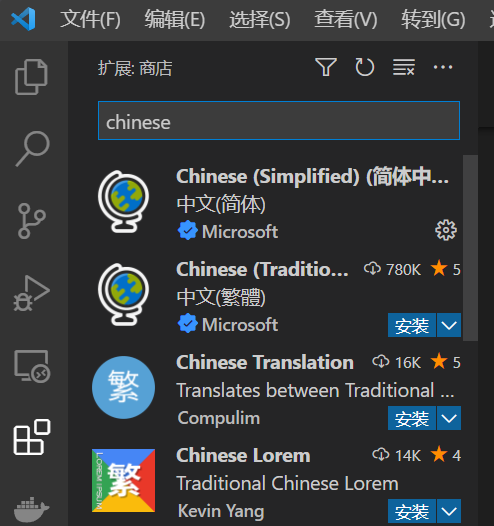 文件(F) 编辑(E) 选择(S) 查看(V) 转到(G)
扩展: 商店
chinese
Chinese (Simplified) (简体中...
中文(简体)
Microsoft
Chinese (Traditio... 780K 5
中文(繁體)
Microsoft 安装
繁
Chinese Translation 16K 5
Translates between Traditional ...
Compulim 安装
LOREM IPSUM
繁
Chinese Lorem 14K 4
Traditional Chinese Lorem
Kevin Yang 安装